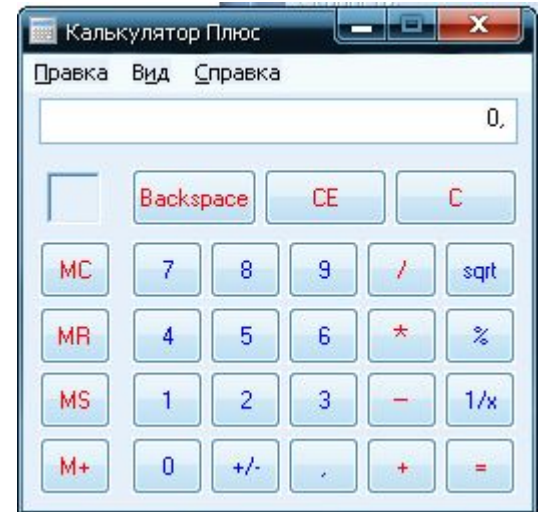 Калькулятор Плюс
Правка Вид Справка
0,
Backspace CE C
MC 7 8 9 / sqrt
MR 4 5 6 * %
MS 1 2 3 − 1/x
M+ 0 +/- , + =